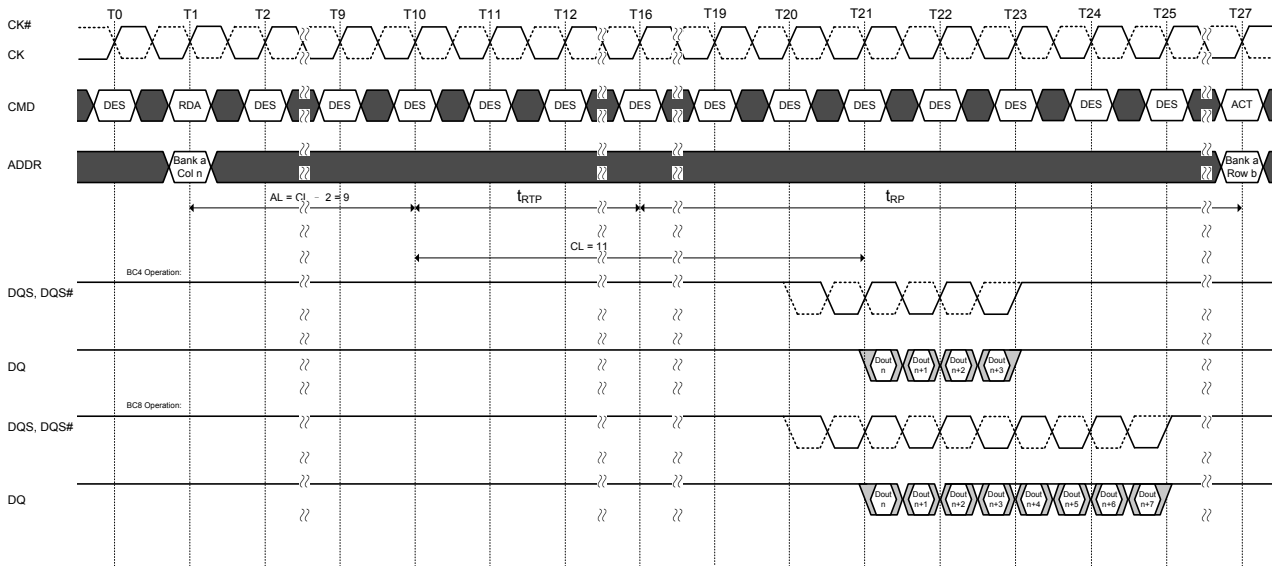 T0 T1 T2 T9 T10 T11 T12 T16 T19 T20 T21 T22 T23 T24 T25 T27
CK#
CK
CMD DES RDA DES DES DES DES DES DES DES DES DES DES DES DES DES ACT
ADDR Bank a Col n Bank a Row b
AL = CL - 2 = 9 tRTP tRP
CL = 11
BC4 Operation:
DQS, DQS#
DQ Dout n Dout n+1 Dout n+2 Dout n+3
BC8 Operation:
DQS, DQS#
DQ Dout n Dout n+1 Dout n+2 Dout n+3 Dout n+4 Dout n+5 Dout n+6 Dout n+7